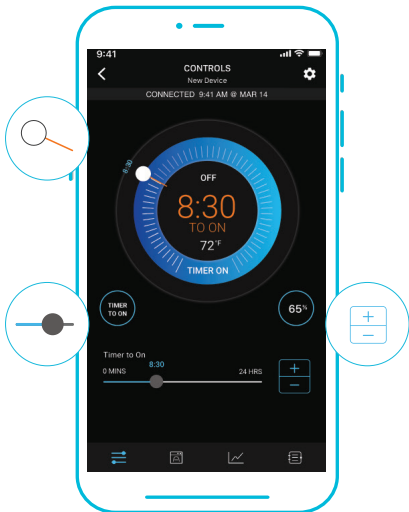 9:41
CONTROLS
New Device
CONNECTED 9:41 AM @ MAR 14
8:30
OFF
8:30
TO ON
72°F
TIMER ON
TIMER
TO ON
65%
Timer to On
8:30
0 MINS
24 HRS
+
−
+
−